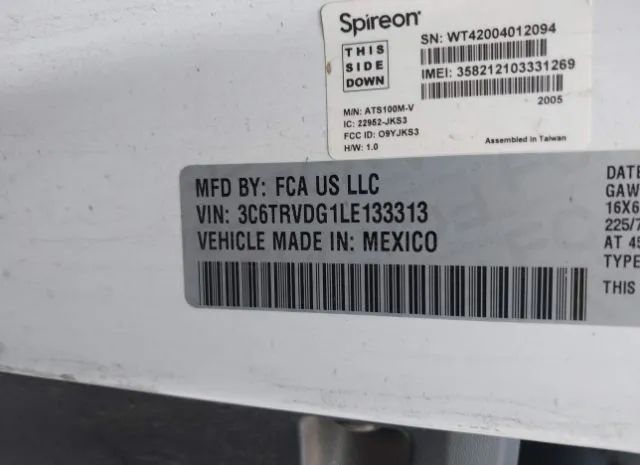 Spireon
THIS
SIDE
DOWN
SN: WT42004012094
IMEI: 358212103331269
2005
M/N: ATS100M-V
IC: 22952-JKS3
FCC ID: O9YJKS3
H/W: 1.0
Assembled in Taiwan
MFD BY: FCA US LLC
VIN: 3C6TRVDG1LE133313
VEHICLE MADE IN: MEXICO
DATE
GAW
16X6
225/7
AT 45
TYPE
THIS